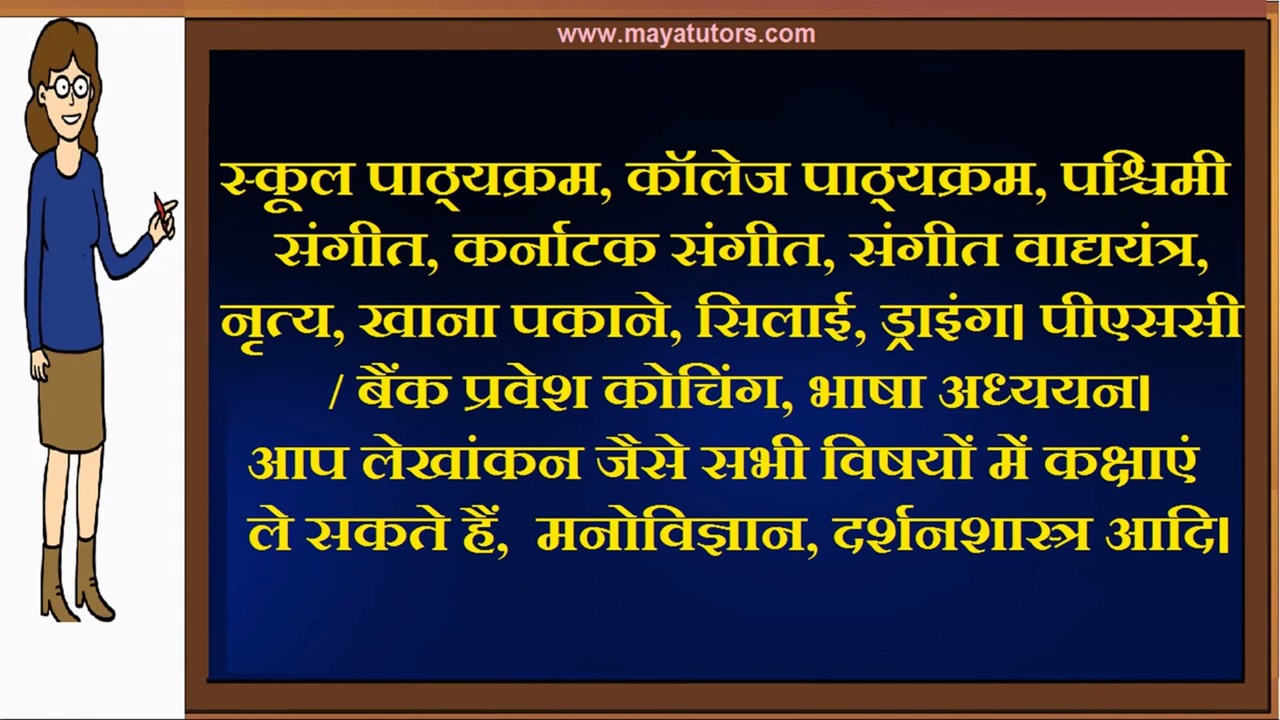 www.mayatutors.com
स्कूल पाठ्यक्रम, कॉलेज पाठ्यक्रम, पश्चिमी
संगीत, कर्नाटक संगीत, संगीत वाद्ययंत्र,
नृत्य, खाना पकाने, सिलाई, ड्राइंग। पीएससी
/ बैंक प्रवेश कोचिंग, भाषा अध्ययन।
आप लेखांकन जैसे सभी विषयों में कक्षाएं
ले सकते हैं, मनोविज्ञान, दर्शनशास्त्र आदि।